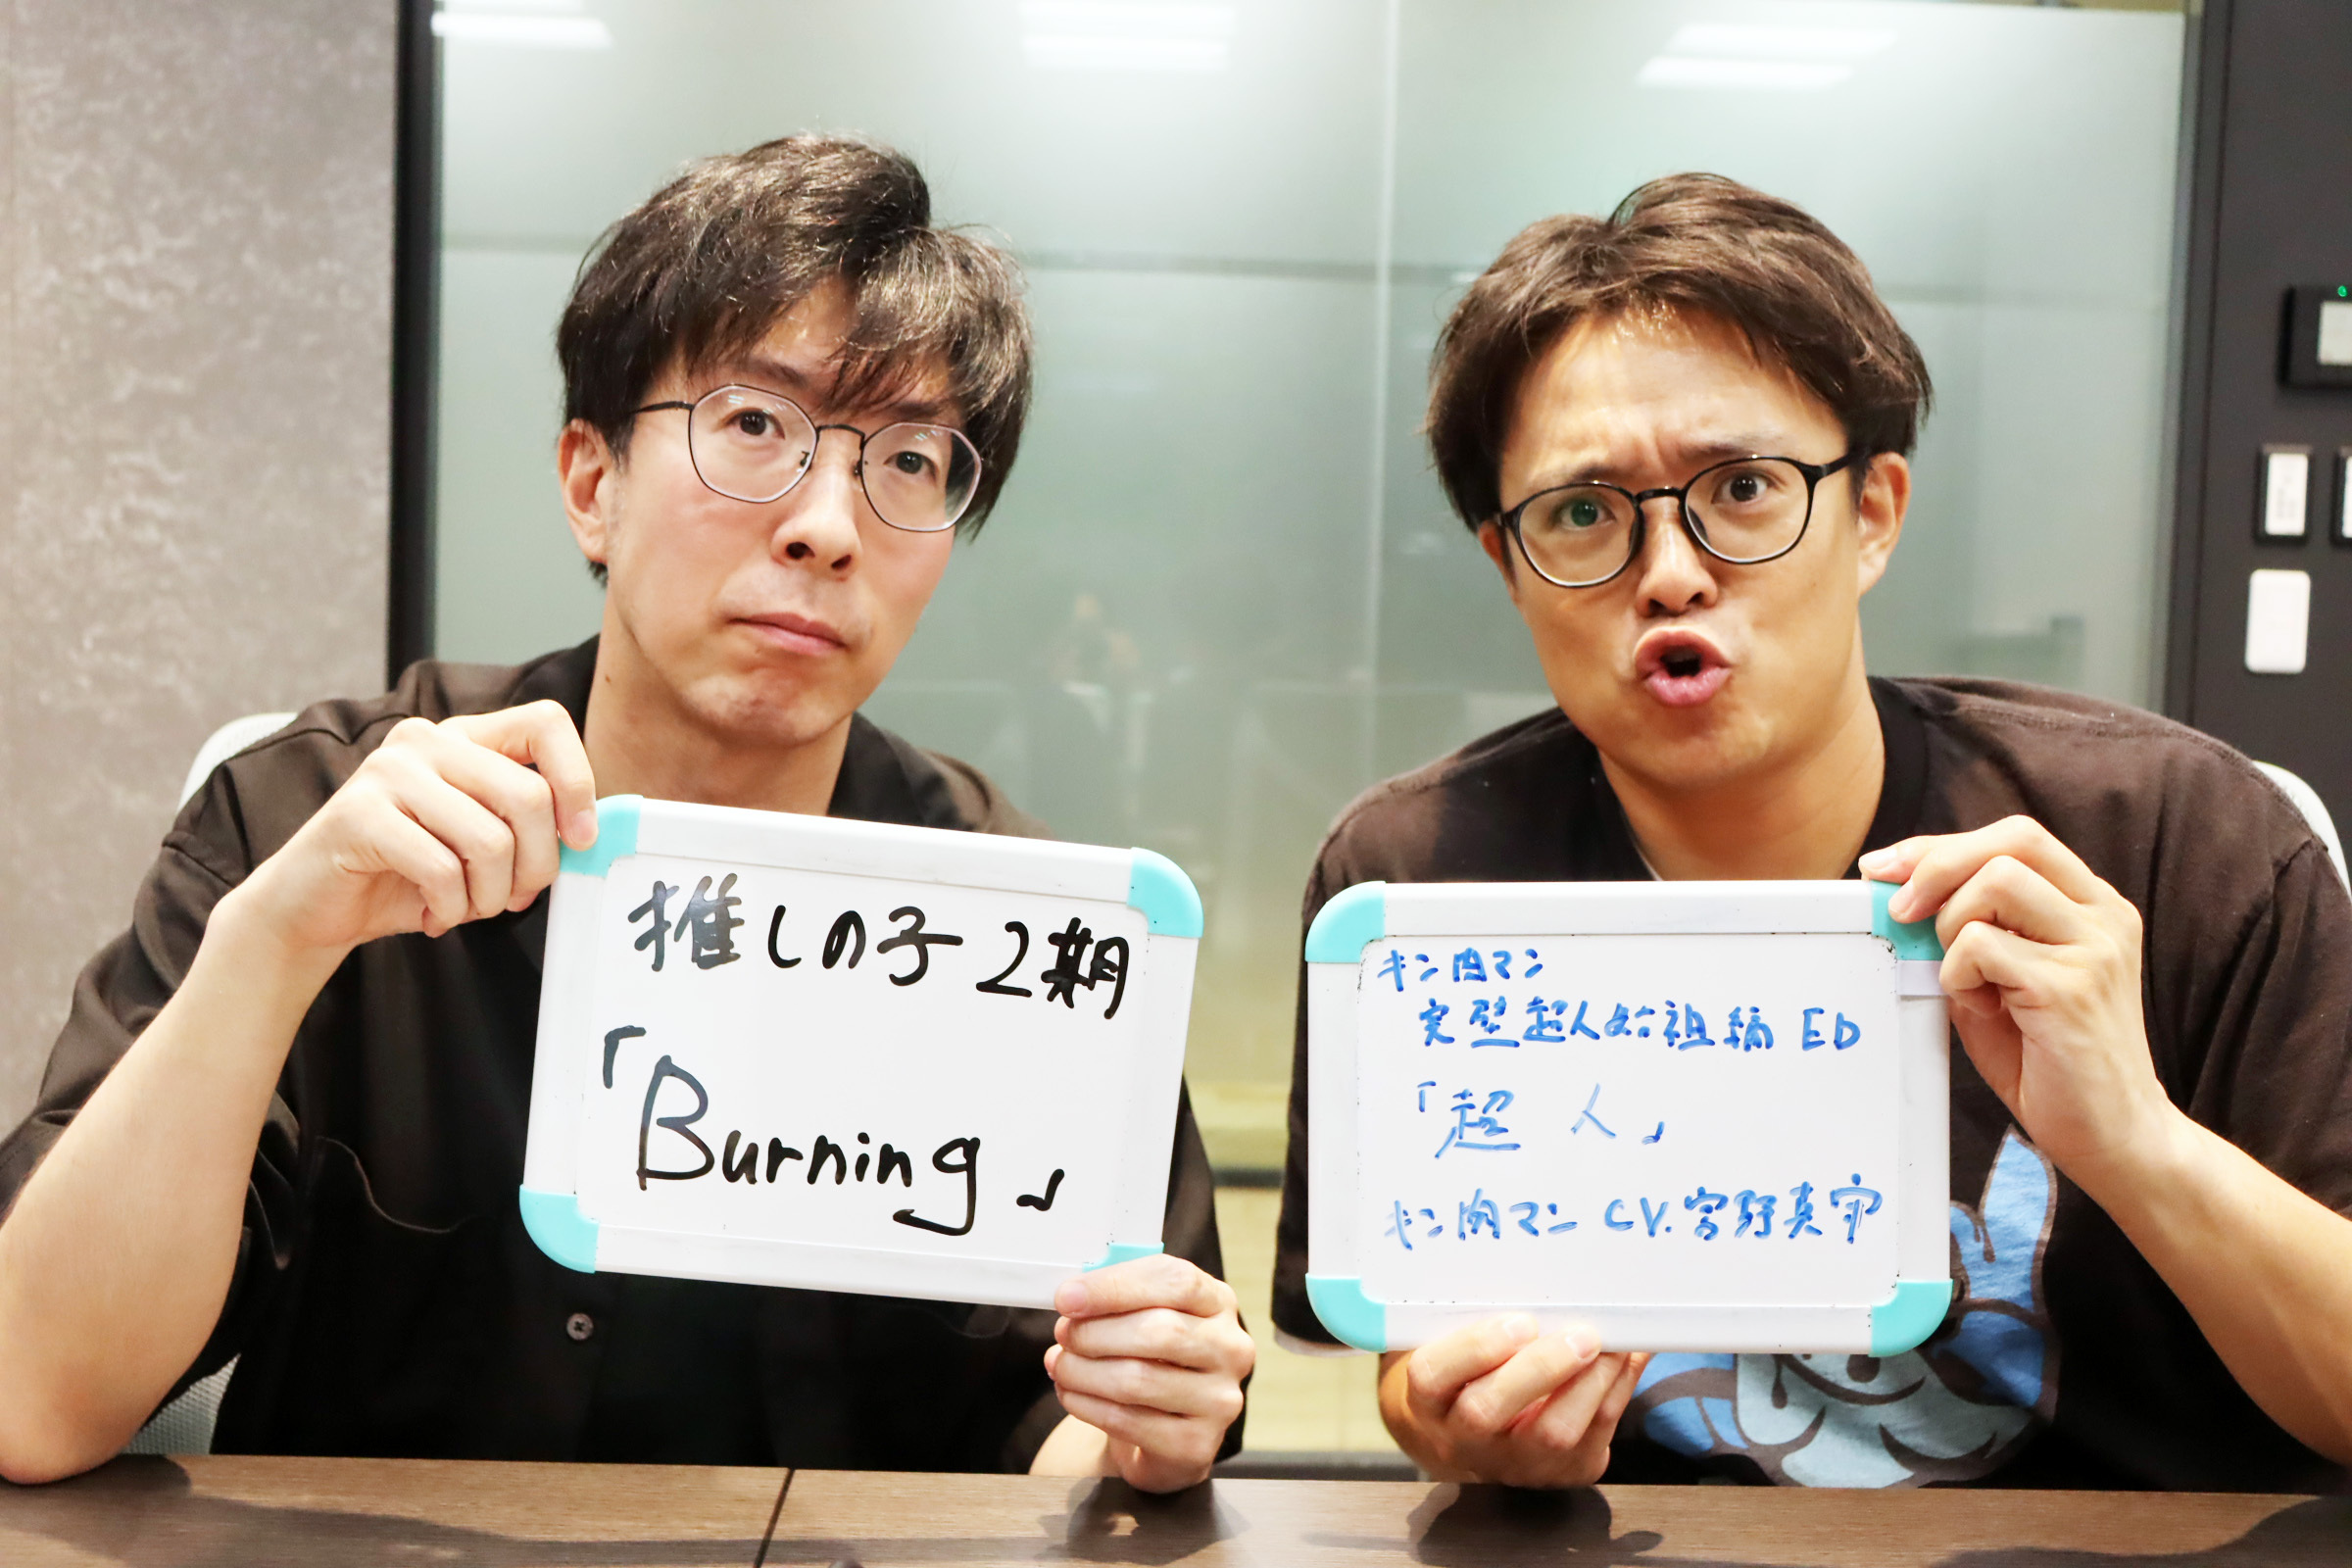 推しの子 2期
「Burning」
キン肉マン
完璧超人始祖編 ED
「超人」
キン肉マン CV.宮野真守